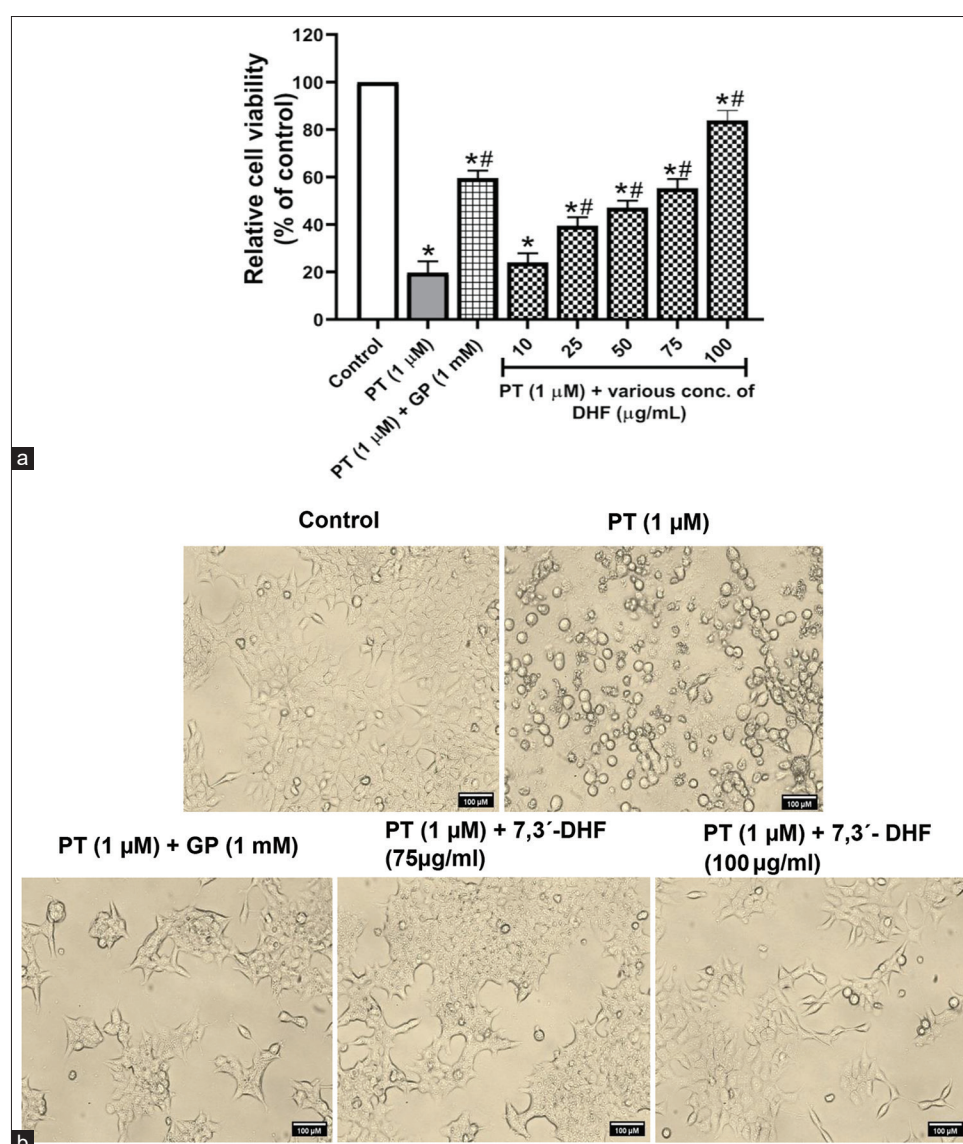 120
100
80
60
40
20
0
Relative cell viability
(% of control)
*
*#
*
*#
*#
*#
*#
Control
PT (1 μM)
PT (1 μM) + GP (1 mM)
10
25
50
75
100
PT (1 μM) + various conc. of
DHF (μg/mL)
a
Control
PT (1 μM)
100 μM
100 μM
PT (1 μM) + GP (1 mM)
PT (1 μM) + 7,3´-DHF
(75μg/ml)
PT (1 μM) + 7,3´- DHF
(100 μg/ml)
100 μM
100 μM
100 μM
b